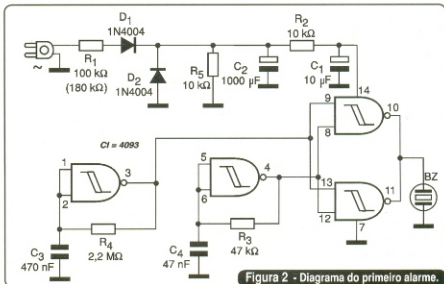 D1
1N4004
R1
100 kΩ
(180 kΩ)
~
D2
1N4004
R5
10 kΩ
C2
1000 µF
R2
10 kΩ
C1
10 µF
14
9
8
10
CI = 4093
1
2
3
5
6
4
13
12
11
7
BZ
R4
2,2 MΩ
C3
470 nF
R3
47 kΩ
C4
47 nF
Figura 2 - Diagrama do primeiro alarme.